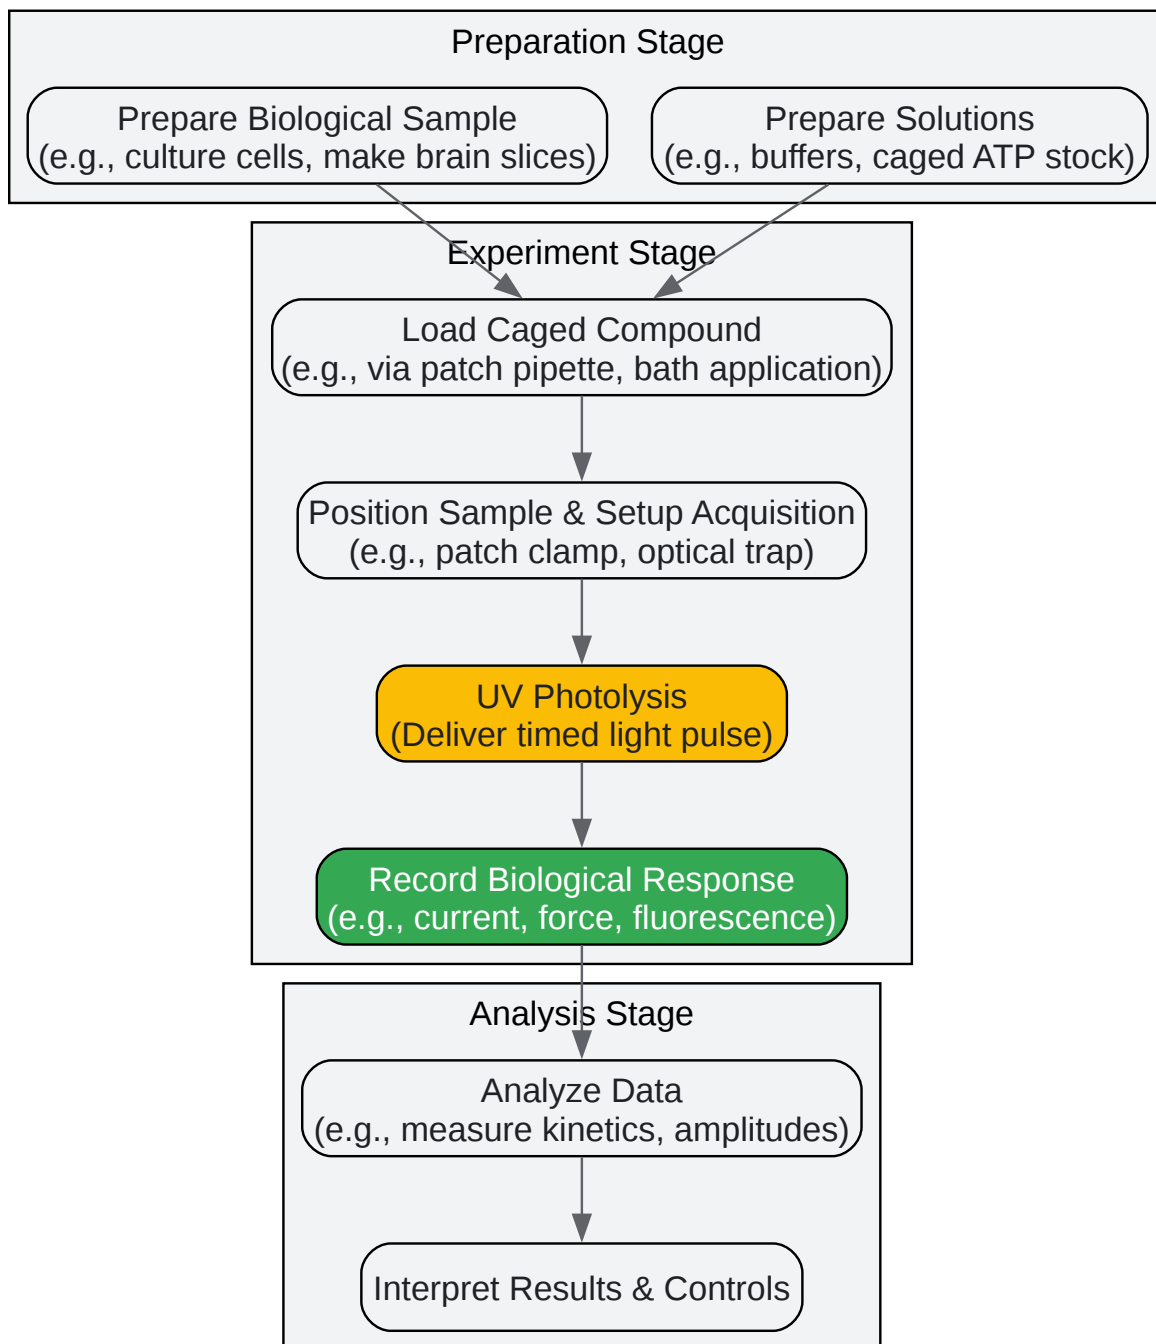 Preparation Stage
Prepare Biological Sample
(e.g., culture cells, make brain slices)
Prepare Solutions
(e.g., buffers, caged ATP stock)
Experiment Stage
Load Caged Compound
(e.g., via patch pipette, bath application)
Position Sample & Setup Acquisition
(e.g., patch clamp, optical trap)
UV Photolysis
(Deliver timed light pulse)
Record Biological Response
(e.g., current, force, fluorescence)
Analysis Stage
Analyze Data
(e.g., measure kinetics, amplitudes)
Interpret Results & Controls